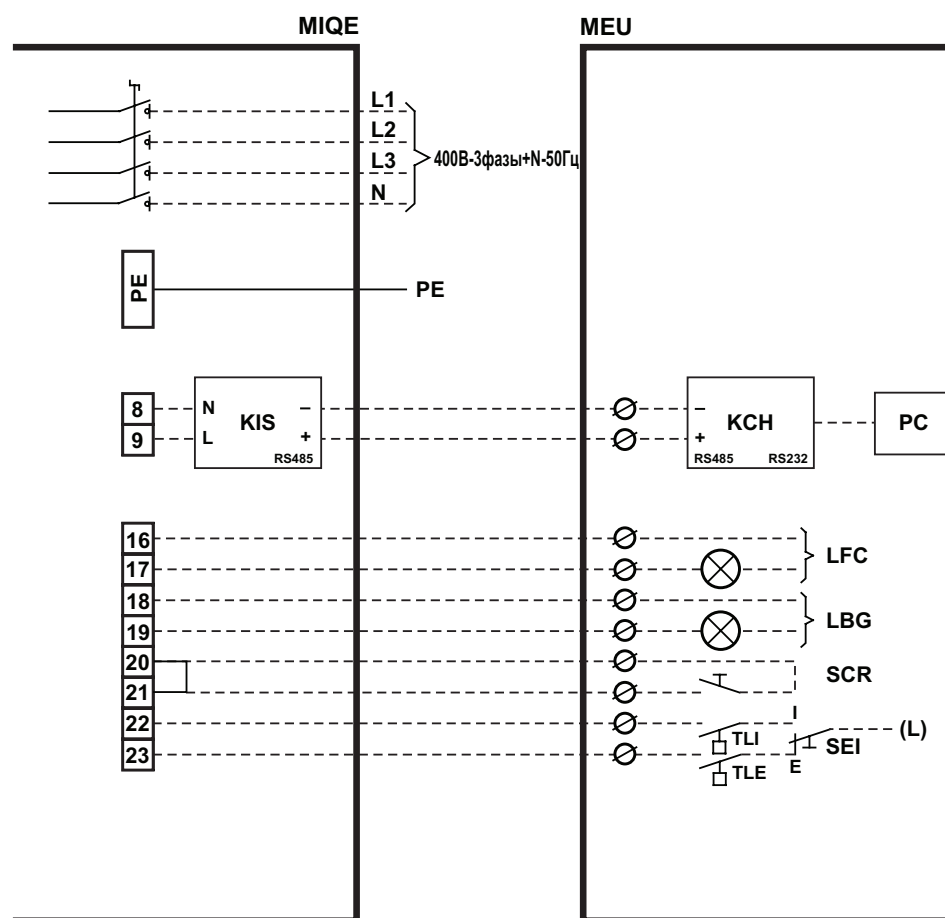 MIQE MEU
L1
L2
L3
N
400В-3фазы+N-50Гц
PE PE
8 N KIS – – KCH PC
9 L + +
RS485 RS485 RS232
16
17 LFC
18
19 LBG
20
21 SCR
22 I (L)
23 TLI SEI
TLE E